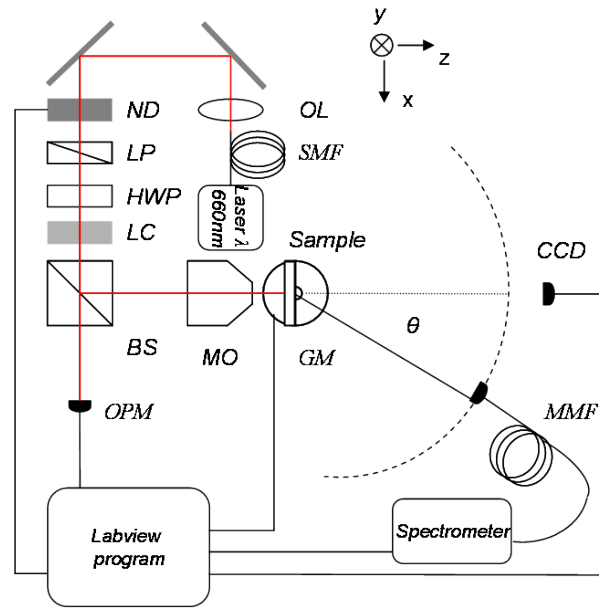 y
z
x
ND
OL
LP
SMF
HWP
Laser λ
660nm
LC
Sample
CCD
θ
BS
MO
GM
OPM
MMF
Labview
program
Spectrometer